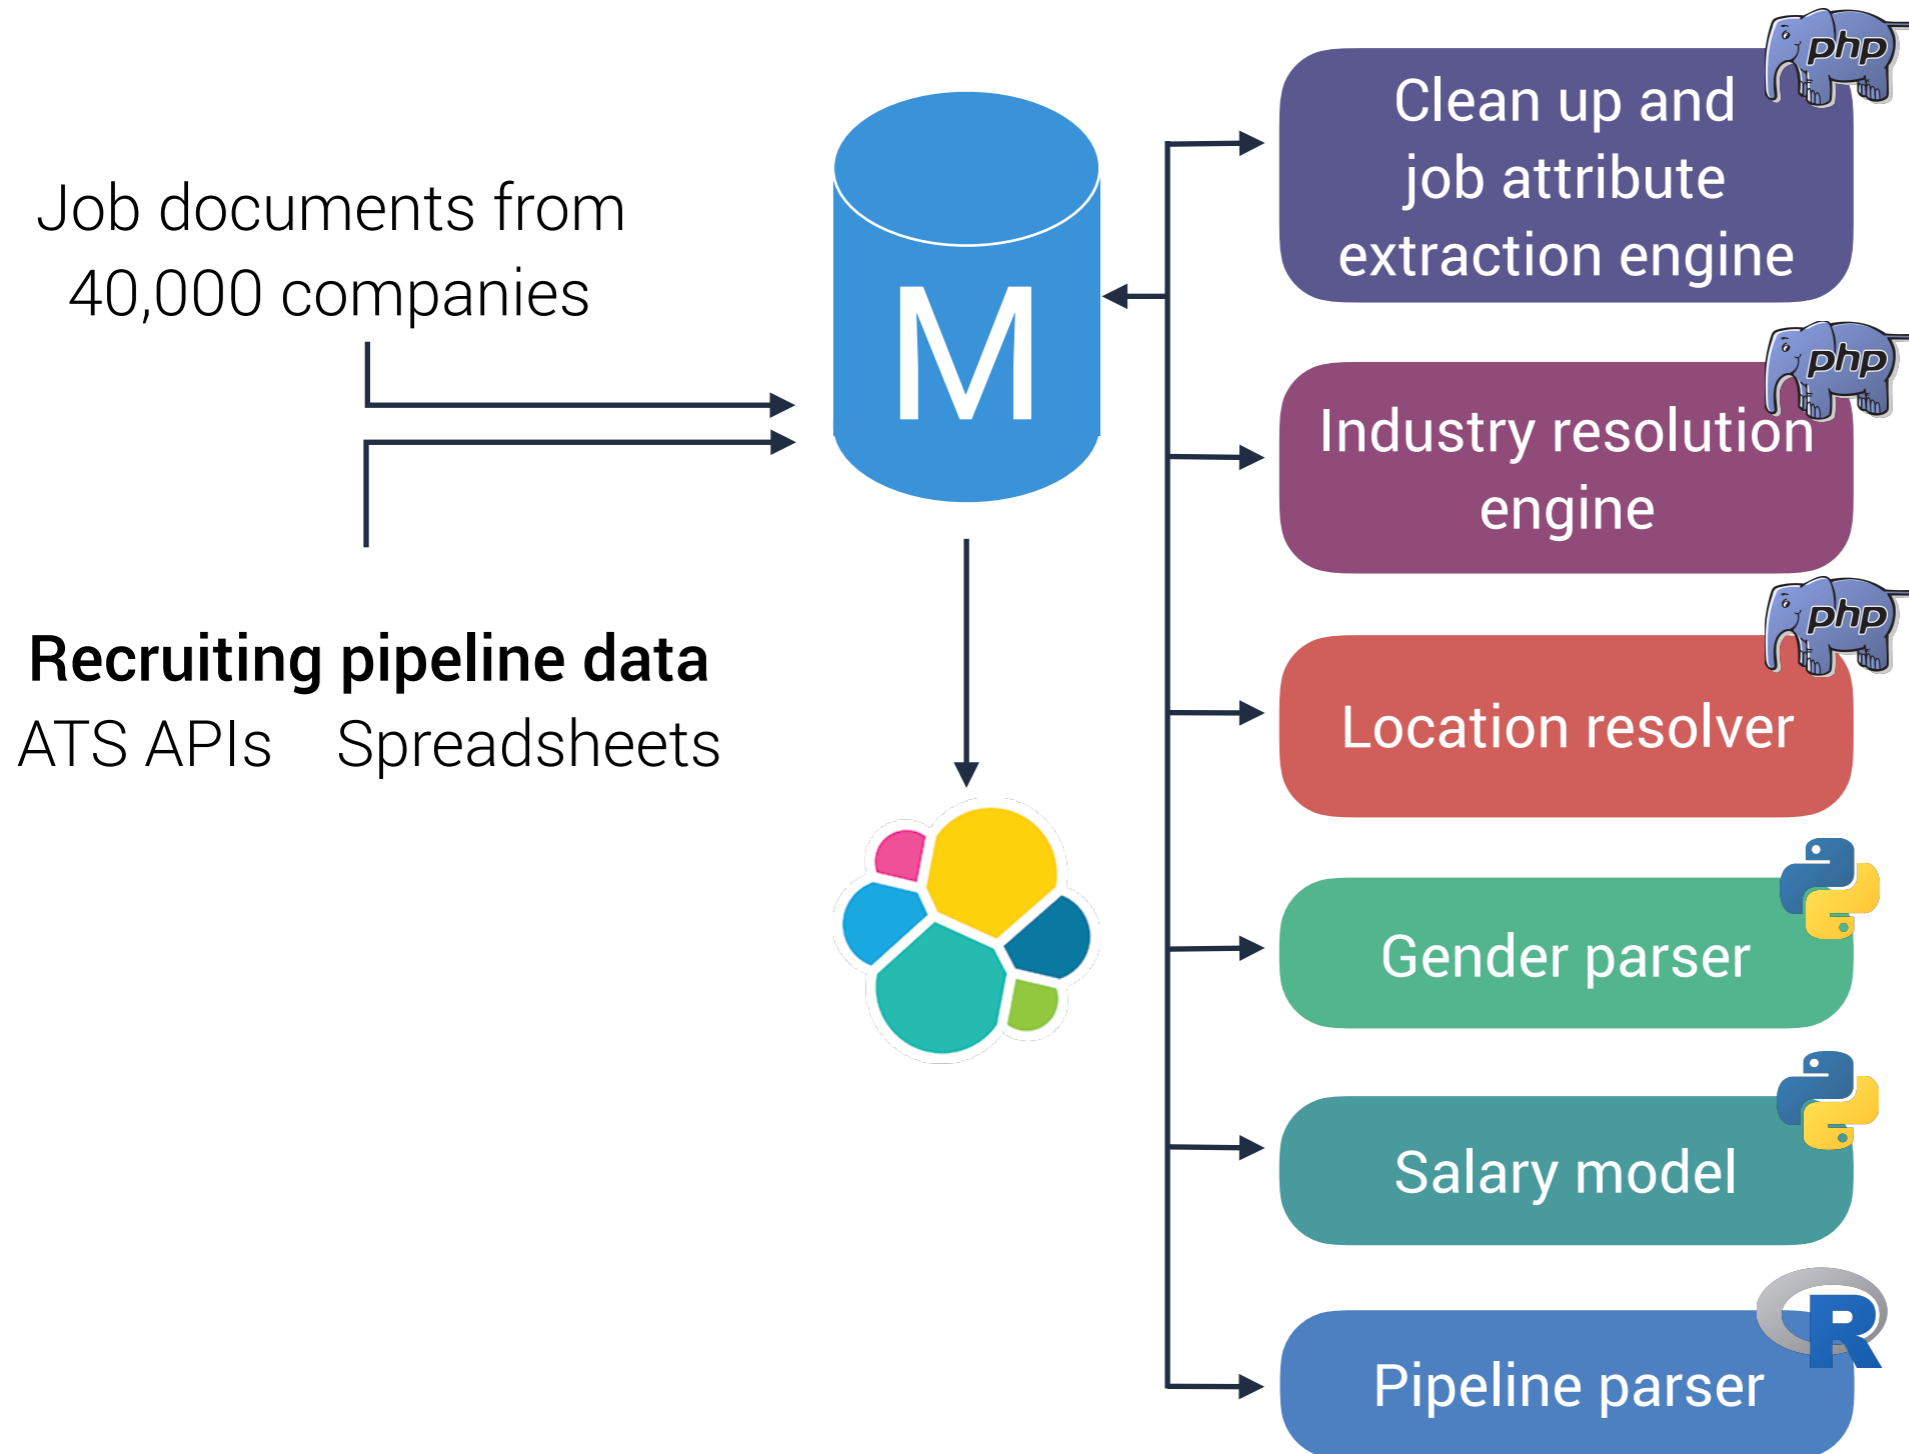 Job documents from
40,000 companies
Recruiting pipeline data
ATS APIs Spreadsheets
M
php
Clean up and
job attribute
extraction engine
php
Industry resolution
engine
php
Location resolver
Gender parser
Salary model
R
Pipeline parser